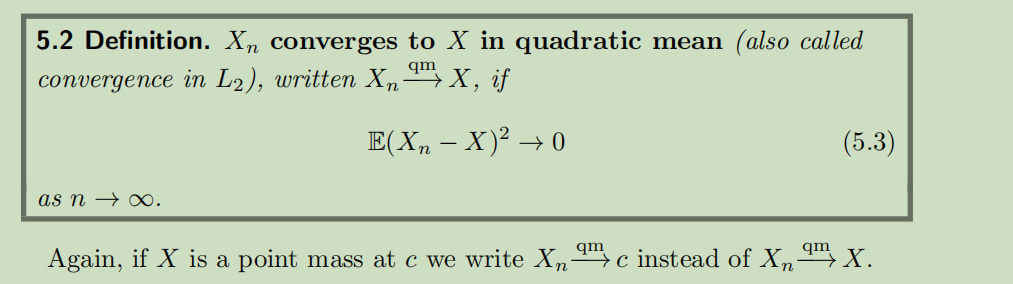 5.2 Definition. Xₙ converges to X in quadratic mean (also called
convergence in L₂), written Xₙ qm⟶ X, if
𝔼(Xₙ − X)² → 0 (5.3)
as n → ∞.
Again, if X is a point mass at c we write Xₙ qm⟶ c instead of Xₙ qm⟶ X.